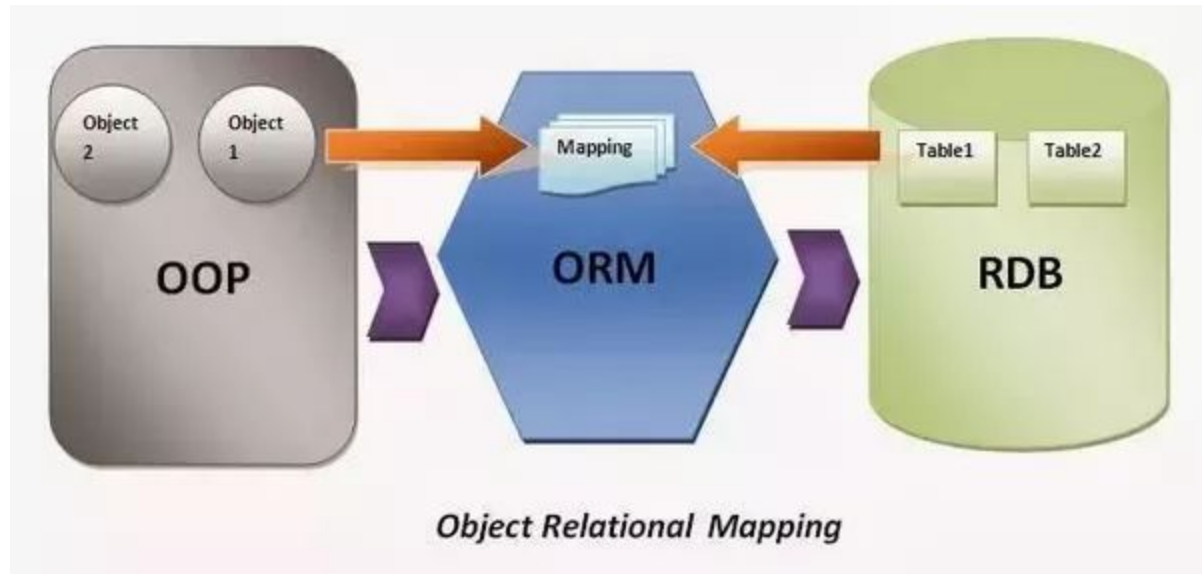 Object
2
Object
1
Mapping
Table1
Table2
OOP
ORM
RDB
Object Relational Mapping